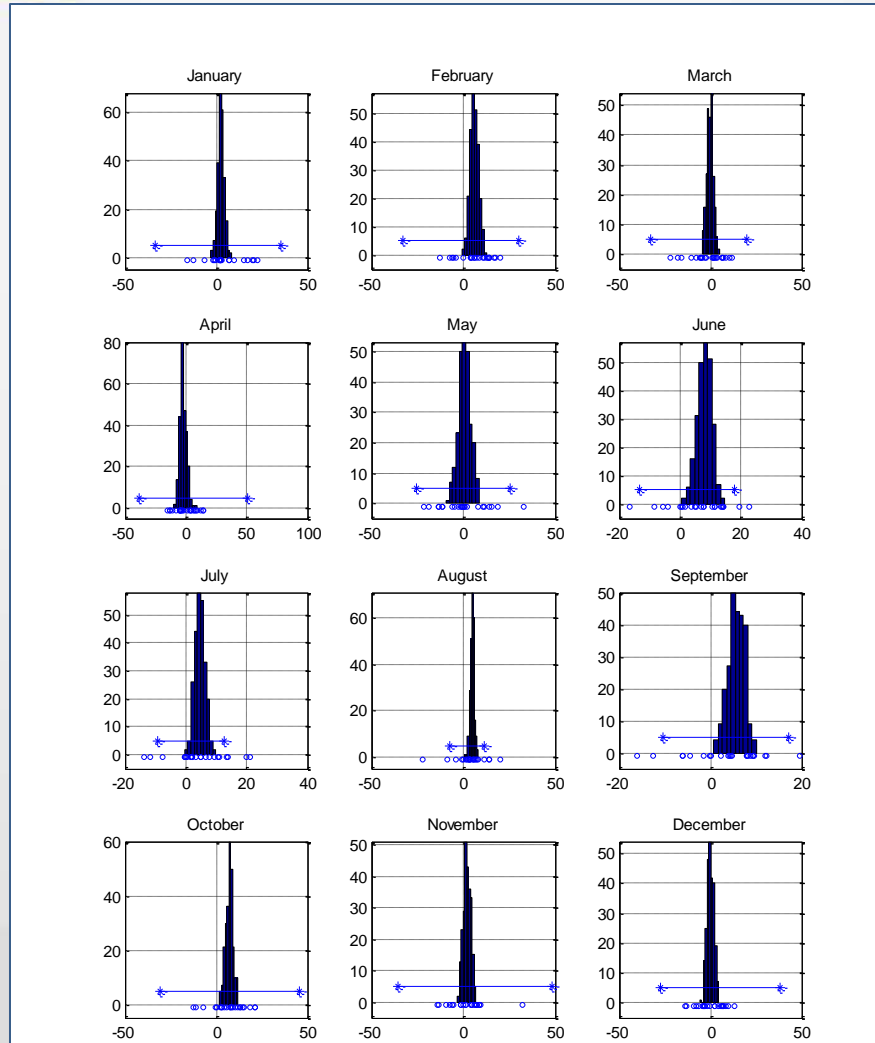 January February March
60 50 50
40 40 40
30 30
20 20 20
10 10
0 0 0
-50 0 50 -50 0 50 -50 0 50
April May June
80 50 50
60 40 40
40 30 30
20 20 20
10 10
0 0 0
-50 0 50 100 -50 0 50 -20 0 20 40
July August September
50 60 50
40 40 40
30 30
20 20 20
10 10
0 0 0
-20 0 20 40 -50 0 50 -20 0 20
October November December
60 50 50
40 40 40
30 30
20 20 20
10 10
0 0 0
-50 0 50 -50 0 50 -50 0 50